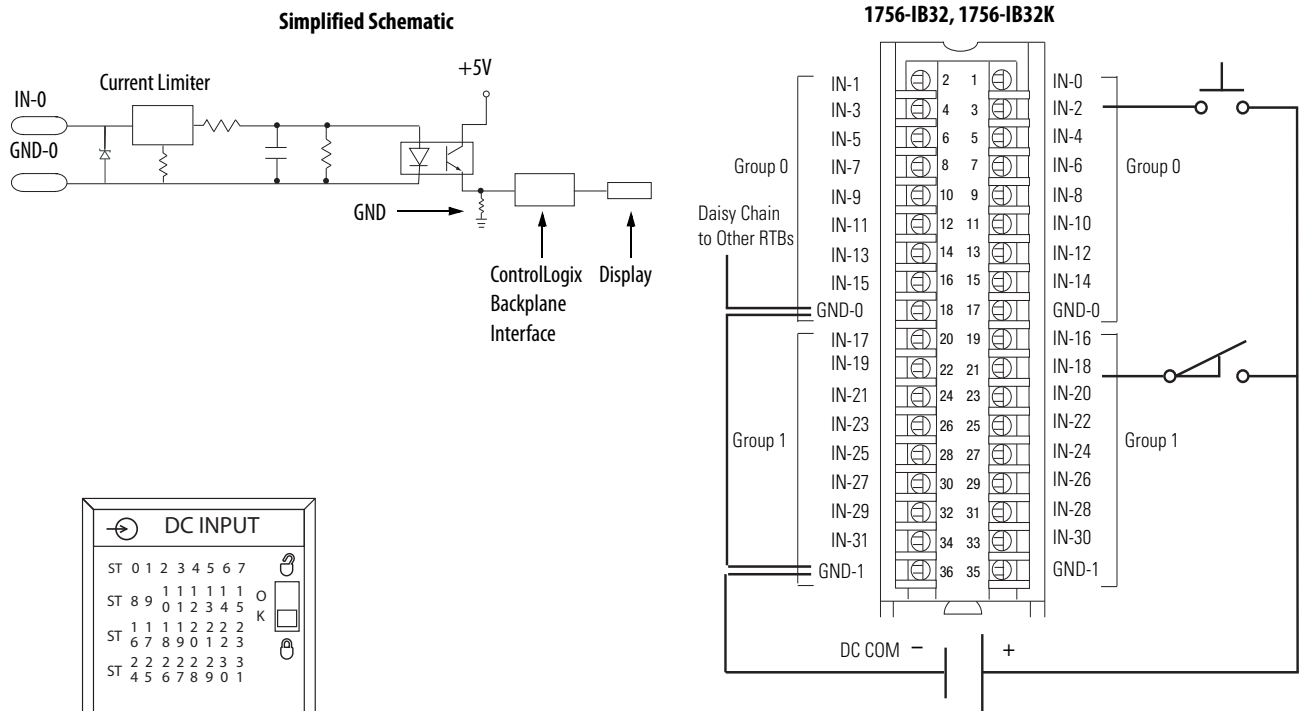 Simplified Schematic
+5V
Current Limiter
IN-0
GND-0
GND
ControlLogix
Backplane
Interface
Display
DC INPUT
ST 0 1 2 3 4 5 6 7
ST 8 9 10 11 12 13 14 15
ST 16 17 18 19 20 21 22 23
ST 24 25 26 27 28 29 30 31
O
K
1756-IB32, 1756-IB32K
IN-1 2 1 IN-0
IN-3 4 3 IN-2
IN-5 6 5 IN-4
IN-7 8 7 IN-6
IN-9 10 9 IN-8
IN-11 12 11 IN-10
IN-13 14 13 IN-12
IN-15 16 15 IN-14
GND-0 18 17 GND-0
IN-17 20 19 IN-16
IN-19 22 21 IN-18
IN-21 24 23 IN-20
IN-23 26 25 IN-22
IN-25 28 27 IN-24
IN-27 30 29 IN-26
IN-29 32 31 IN-28
IN-31 34 33 IN-30
GND-1 36 35 GND-1
Group 0
Group 0
Daisy Chain
to Other RTBs
Group 1
Group 1
DC COM – +